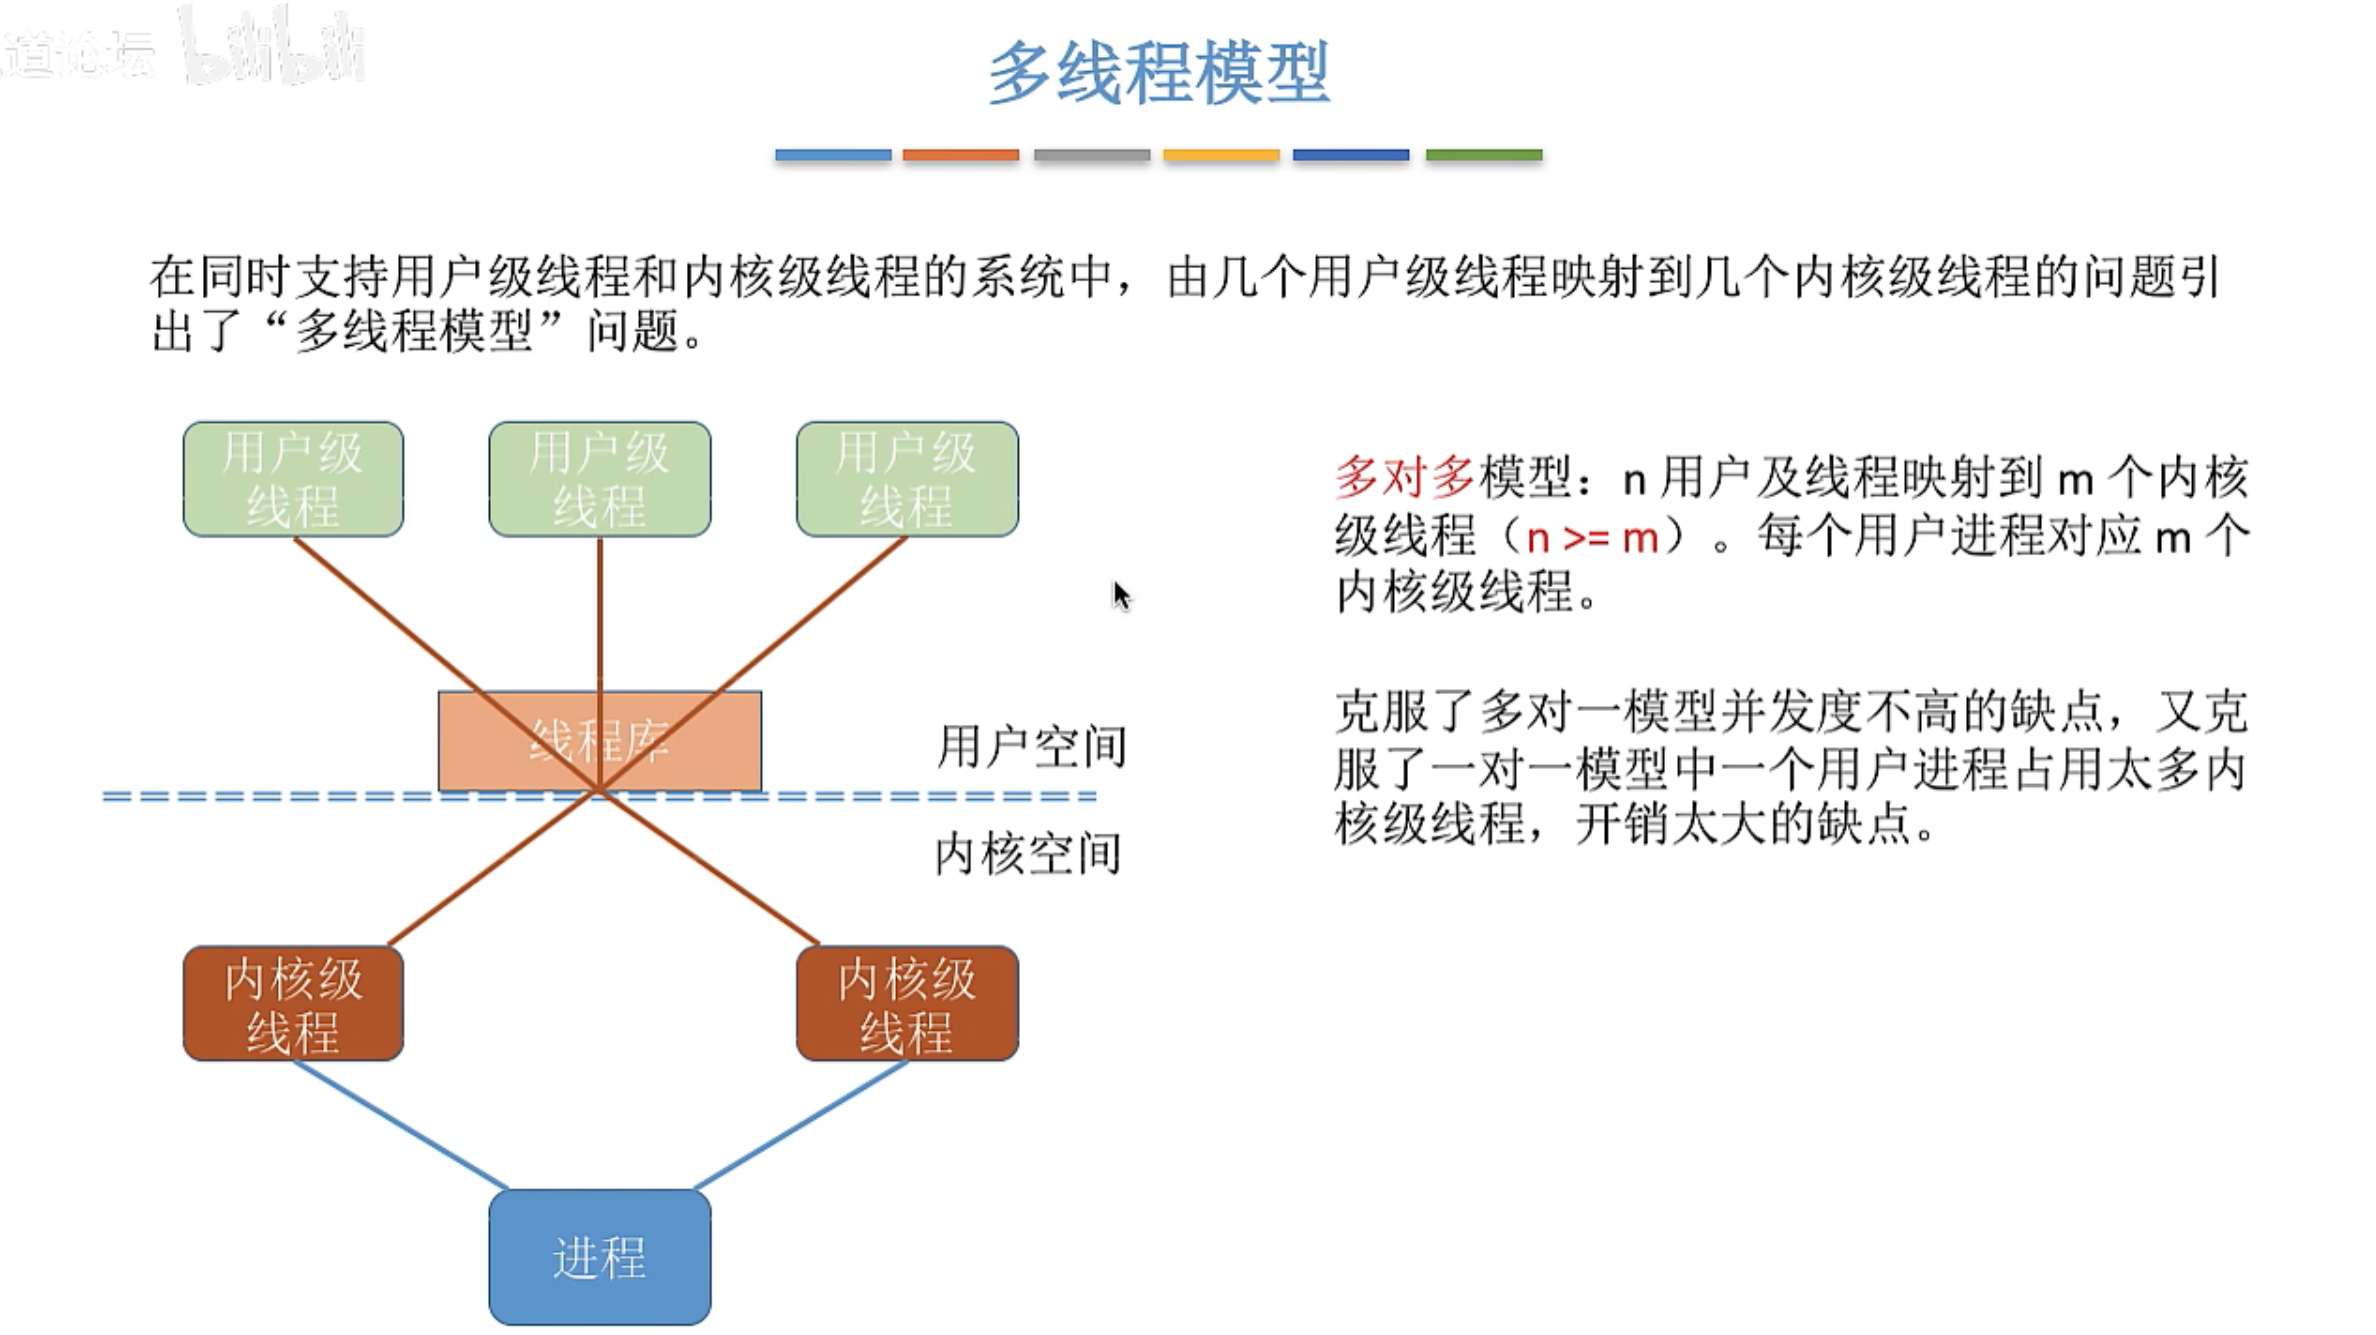 道论坛 bilibili
多线程模型
在同时支持用户级线程和内核级线程的系统中，由几个用户级线程映射到几个内核级线程的问题引
出了“多线程模型”问题。
用户级
线程
用户级
线程
用户级
线程
线程库
用户空间
内核空间
内核级
线程
内核级
线程
进程
多对多模型：n 用户及线程映射到 m 个内核
级线程（n >= m）。每个用户进程对应 m 个
内核级线程。
克服了多对一模型并发度不高的缺点，又克
服了一对一模型中一个用户进程占用太多内
核级线程，开销太大的缺点。